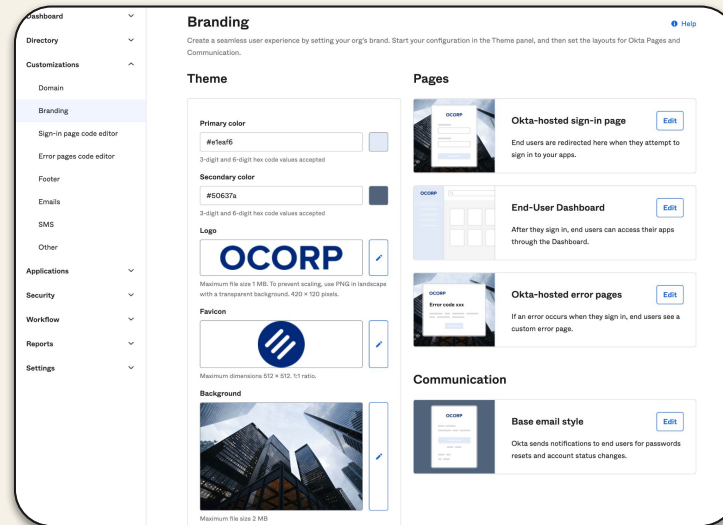 Dashboard
Directory
Customizations
Domain
Branding
Sign-in page code editor
Error pages code editor
Footer
Emails
SMS
Other
Applications
Security
Workflow
Reports
Settings
Branding
Help
Create a seamless user experience by setting your org's brand. Start your configuration in the Theme panel, and then set the layouts for Okta Pages and
Communication.
Theme
Primary color
#e1eaf6
3-digit and 6-digit hex code values accepted
Secondary color
#50637a
3-digit and 6-digit hex code values accepted
Logo
OCORP
Maximum file size 1 MB. To prevent scaling, use PNG in landscape
with a transparent background. 420 × 120 pixels.
Favicon
Maximum dimensions 512 × 512. 1:1 ratio.
Background
Maximum file size 2 MB
Pages
OCORP
Okta-hosted sign-in page
Edit
End users are redirected here when they attempt to
sign in to your apps.
OCORP
End-User Dashboard
Edit
After they sign in, end users can access their apps
through the Dashboard.
OCORP
Error code xxx
Okta-hosted error pages
Edit
If an error occurs when they sign in, end users see a
custom error page.
Communication
OCORP
Base email style
Edit
Okta sends notifications to end users for passwords
resets and account status changes.